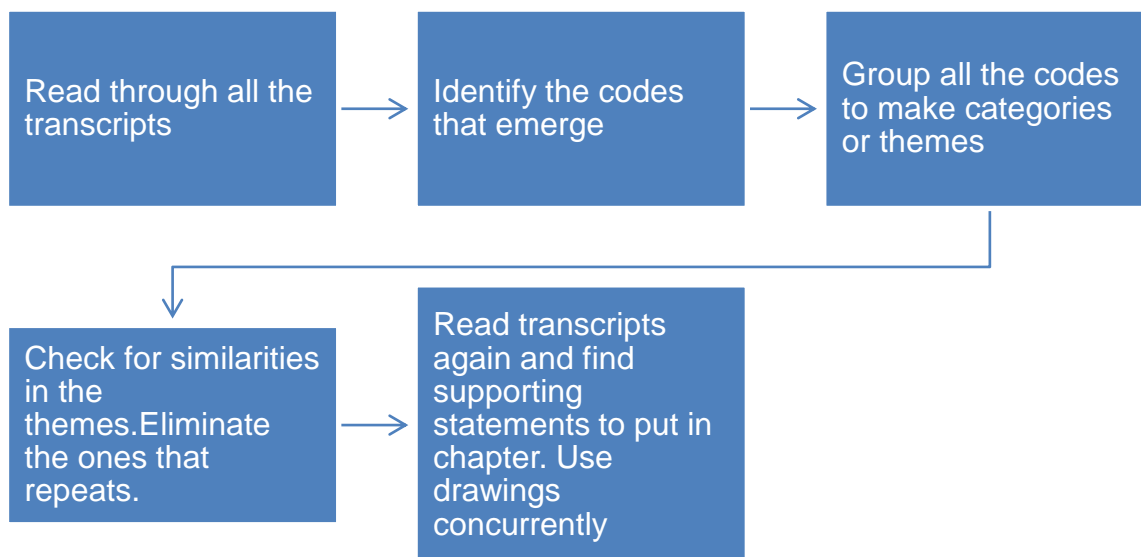 Read through all the
transcripts
Identify the codes
that emerge
Group all the codes
to make categories
or themes
Check for similarities
in the
themes.Eliminate
the ones that
repeats.
Read transcripts
again and find
supporting
statements to put in
chapter. Use
drawings
concurrently